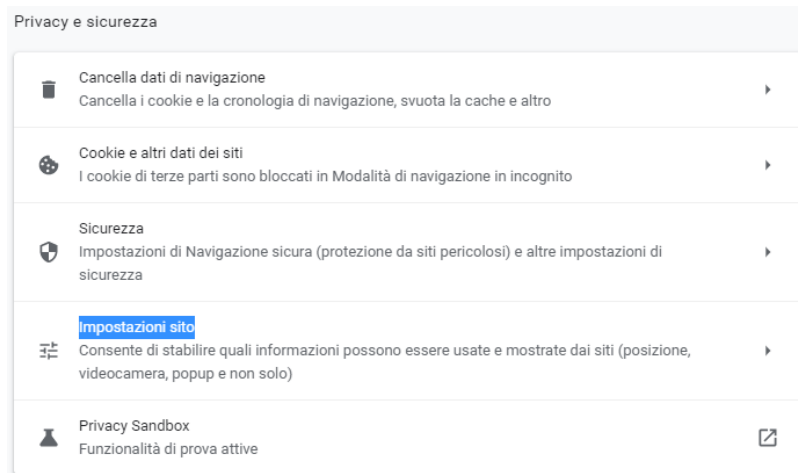 Privacy e sicurezza
Cancella dati di navigazione
Cancella i cookie e la cronologia di navigazione, svuota la cache e altro
Cookie e altri dati dei siti
I cookie di terze parti sono bloccati in Modalità di navigazione in incognito
Sicurezza
Impostazioni di Navigazione sicura (protezione da siti pericolosi) e altre impostazioni di
sicurezza
Impostazioni sito
Consente di stabilire quali informazioni possono essere usate e mostrate dai siti (posizione,
videocamera, popup e non solo)
Privacy Sandbox
Funzionalità di prova attive